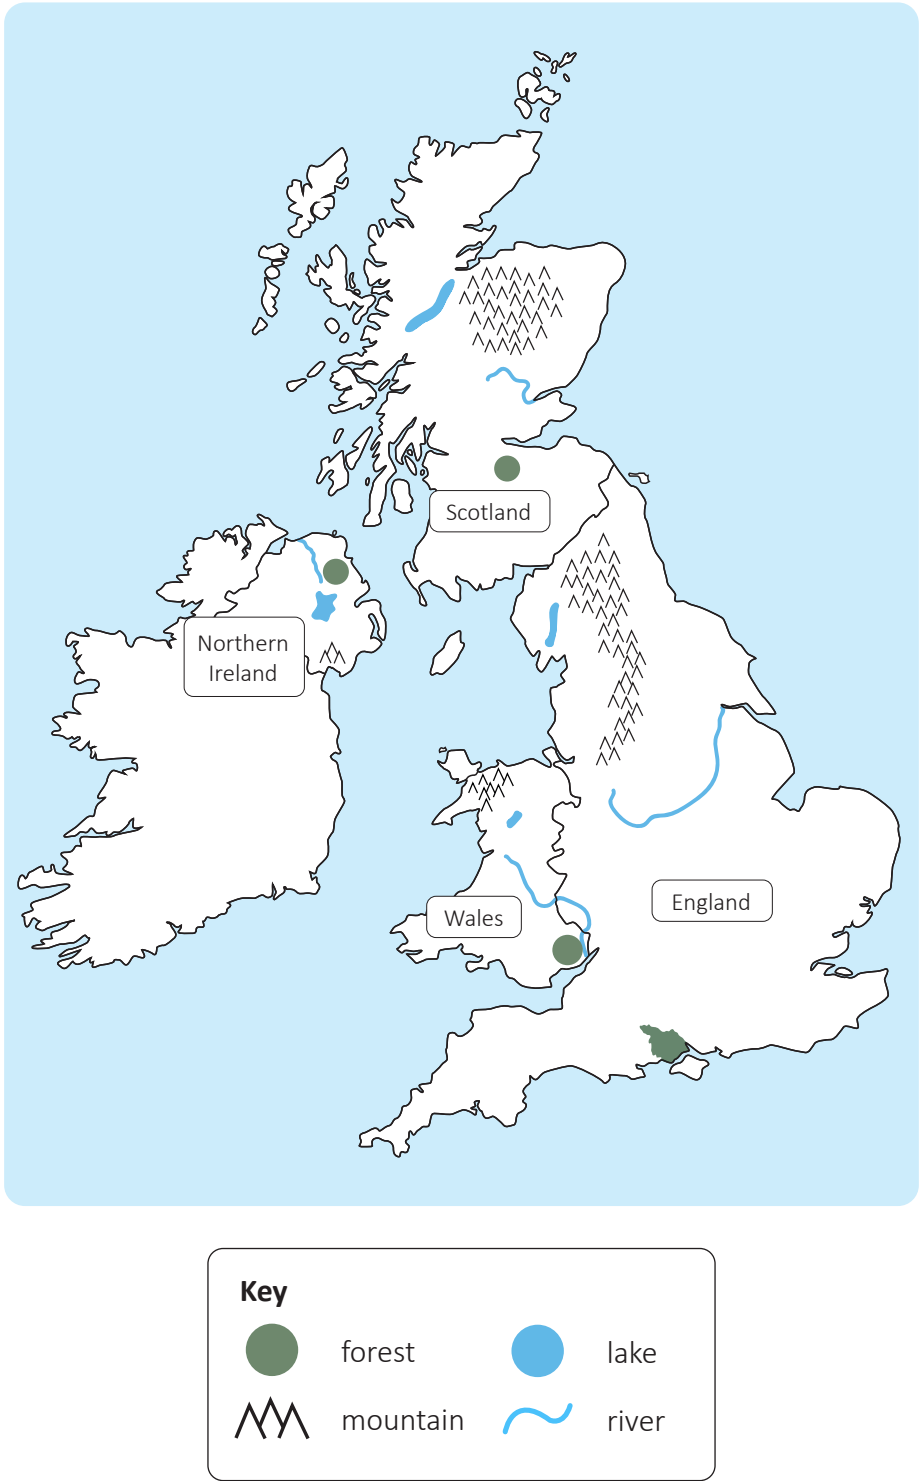 Scotland
Northern
Ireland
Wales
England
Key
forest
lake
mountain
river